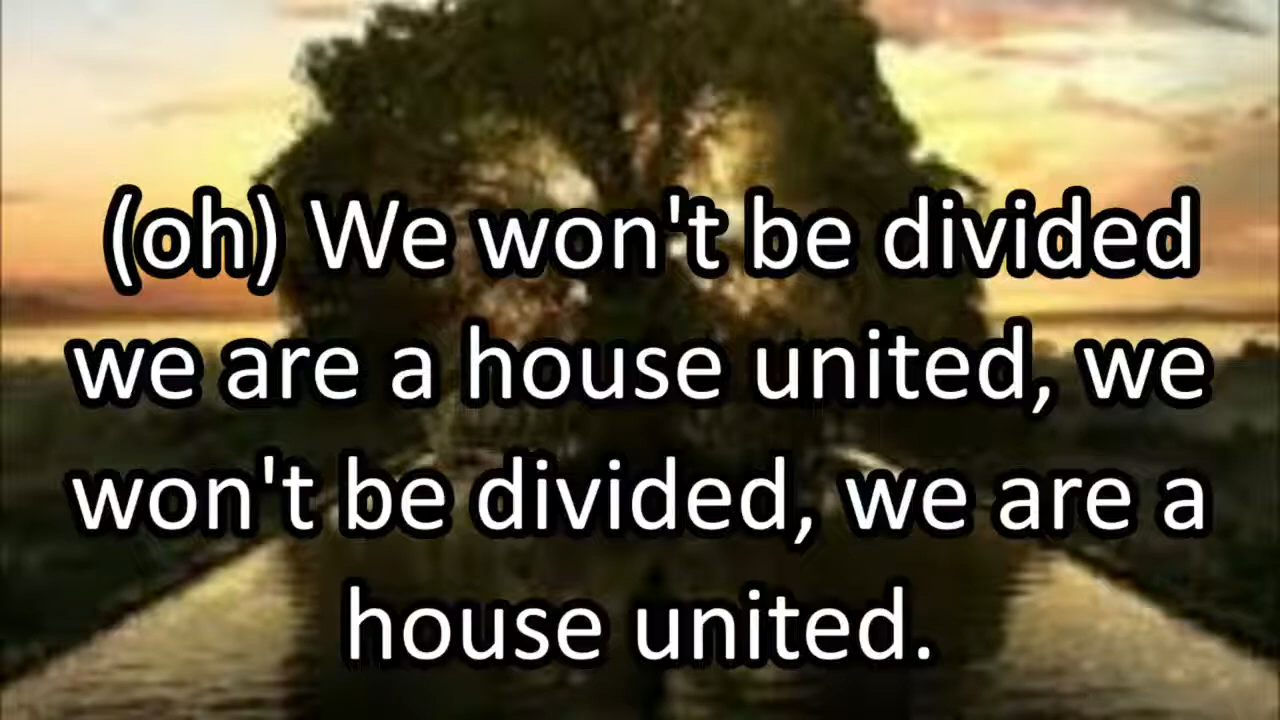 (oh) We won't be divided
we are a house united, we
won't be divided, we are a
house united.